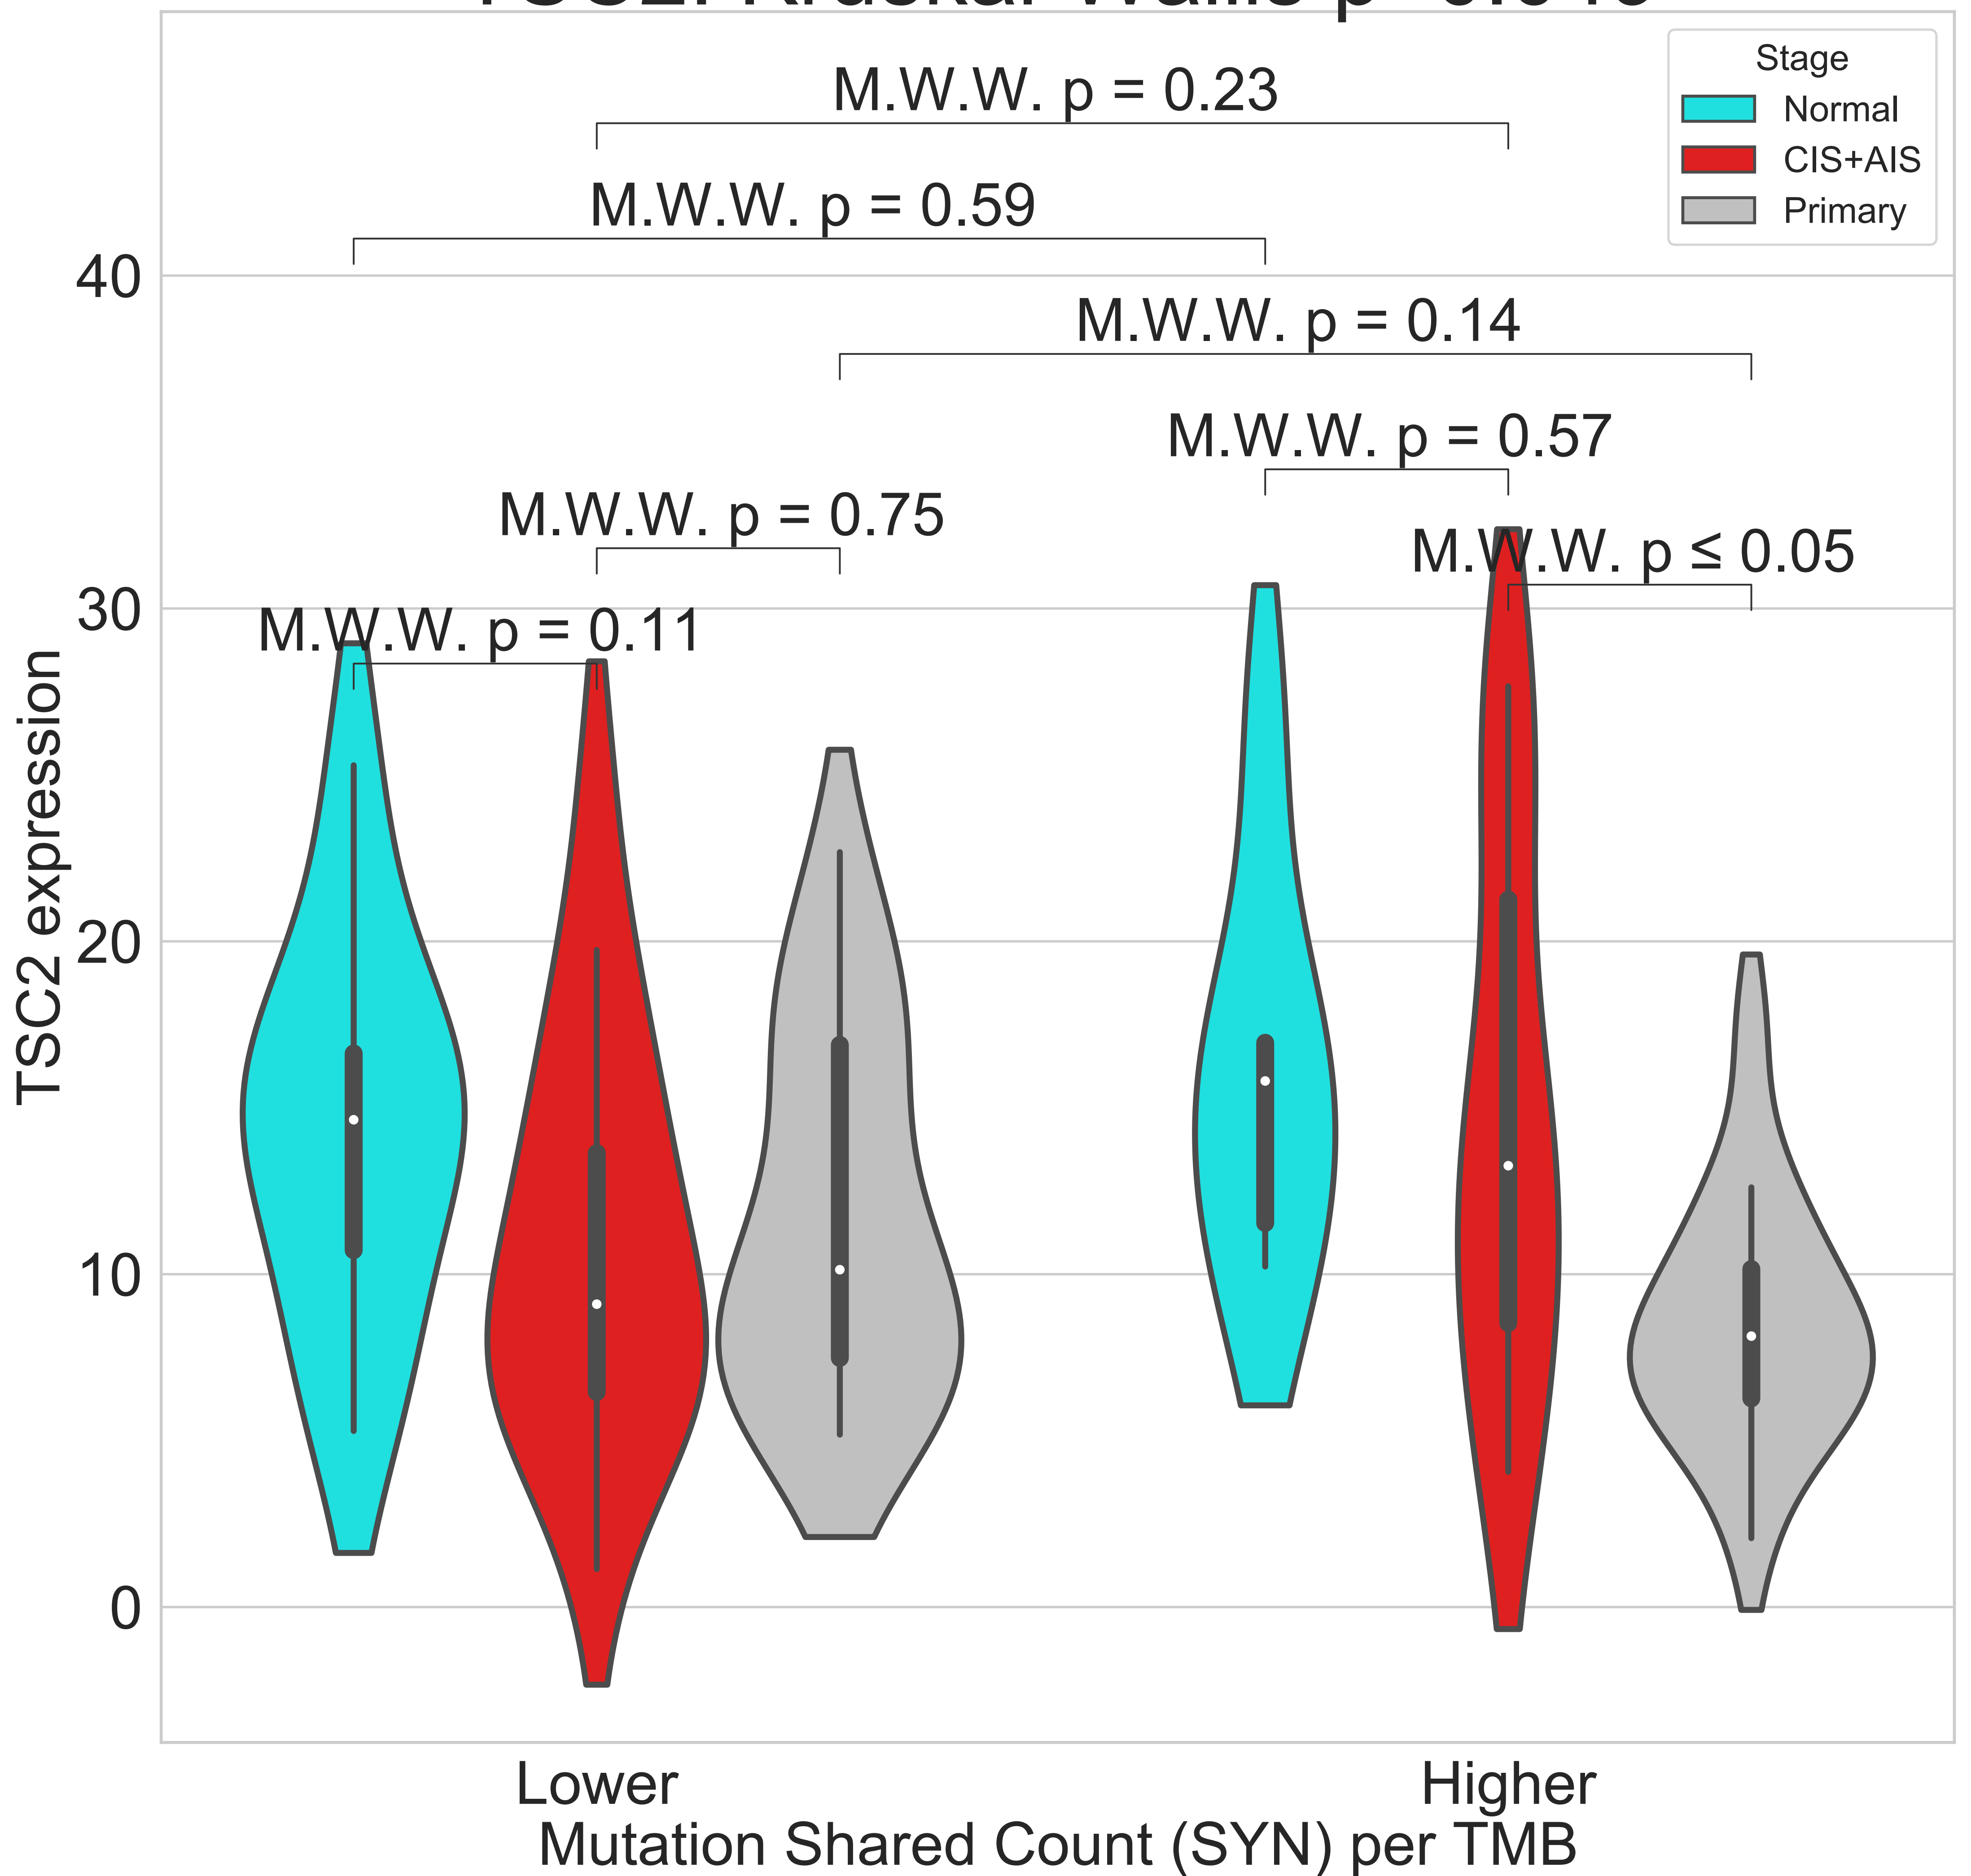 Stage
Normal
CIS+AIS
Primary
M.W.W. p = 0.23
M.W.W. p = 0.59
M.W.W. p = 0.14
M.W.W. p = 0.57
M.W.W. p = 0.75
M.W.W. p ≤ 0.05
M.W.W. p = 0.11
TSC2 expression
40
30
20
10
0
Lower
Higher
Mutation Shared Count (SYN) per TMB